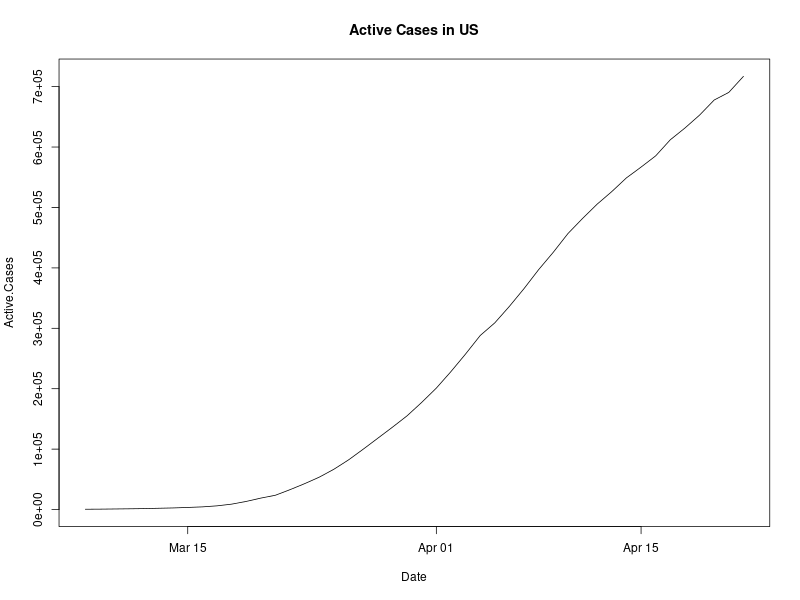 Active Cases in US
7e+05
6e+05
5e+05
4e+05
3e+05
2e+05
1e+05
0e+00
Active.Cases
Mar 15
Apr 01
Apr 15
Date